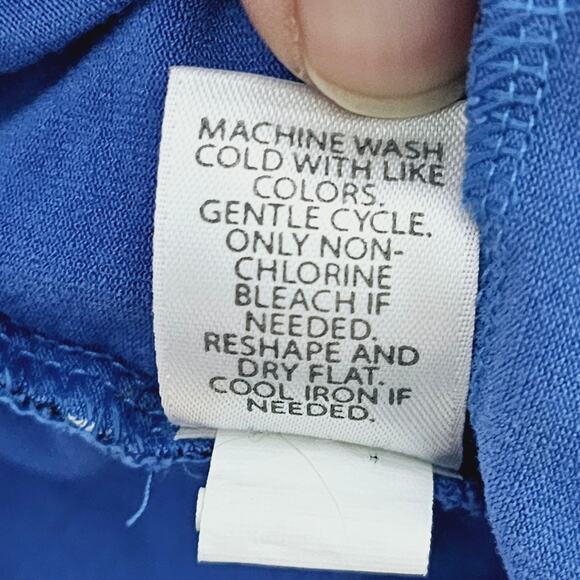 MACHINE WASH
COLD WITH LIKE
COLORS.
GENTLE CYCLE.
ONLY NON-
CHLORINE
BLEACH IF
NEEDED.
RESHAPE AND
DRY FLAT.
COOL IRON IF
NEEDED.